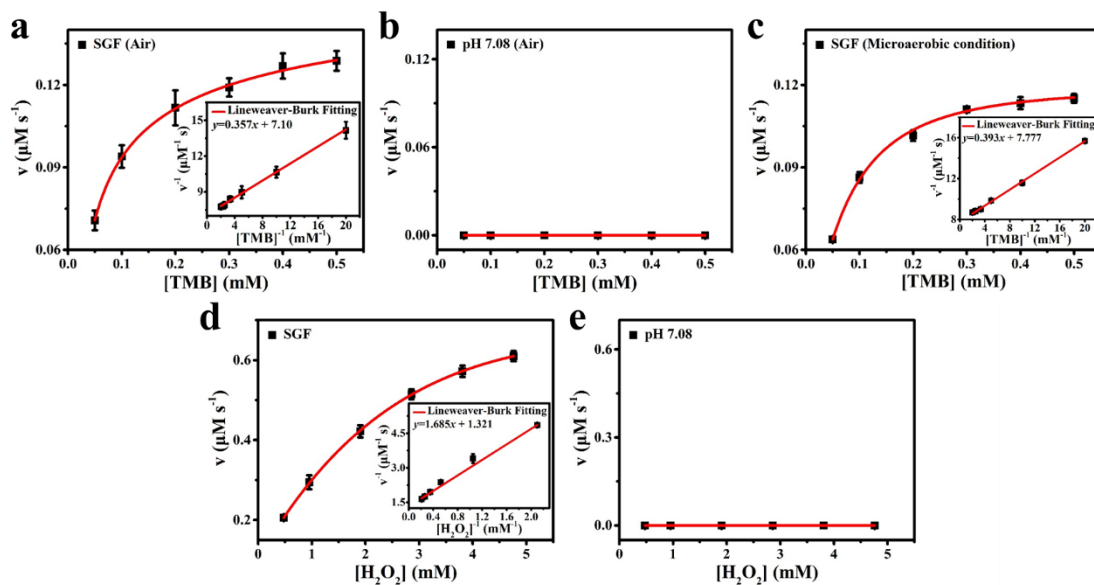 a
SGF (Air)
v (μM s⁻¹)
0.12
0.09
0.06
0.0 0.1 0.2 0.3 0.4 0.5
[TMB] (mM)
Lineweaver-Burk Fitting
y=0.357x + 7.10
v⁻¹ (μM⁻¹ s)
15
12
9
4 8 12 16 20
[TMB]⁻¹ (mM⁻¹)
b
pH 7.08 (Air)
v (μM s⁻¹)
0.12
0.09
0.06
0.00
0.0 0.1 0.2 0.3 0.4 0.5
[TMB] (mM)
c
SGF (Microaerobic condition)
v (μM s⁻¹)
0.12
0.09
0.06
0.0 0.1 0.2 0.3 0.4 0.5
[TMB] (mM)
Lineweaver-Burk Fitting
y=0.393x + 7.777
v⁻¹ (μM⁻¹ s)
16
14
12
10
8
4 8 12 16 20
[TMB]⁻¹ (mM⁻¹)
d
SGF
v (μM s⁻¹)
0.6
0.4
0.2
0 1 2 3 4 5
[H₂O₂] (mM)
Lineweaver-Burk Fitting
y=1.685x + 1.321
v⁻¹ (μM⁻¹ s)
4.5
3.0
1.5
0.4 0.8 1.2 1.6 2.0
[H₂O₂]⁻¹ (mM⁻¹)
e
pH 7.08
v (μM s⁻¹)
0.6
0.3
0.0
0 1 2 3 4 5
[H₂O₂] (mM)